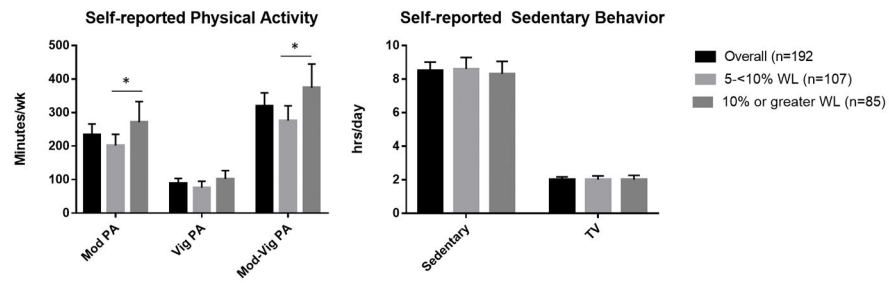 Self-reported Physical Activity
Minutes/wk
500
400
300
200
100
0
*
*
Mod PA
Vig PA
Mod-Vig PA
Self-reported Sedentary Behavior
hrs/day
10
8
6
4
2
0
Sedentary
TV
Overall (n=192
5-<10% WL (n=107)
10% or greater WL (n=85)